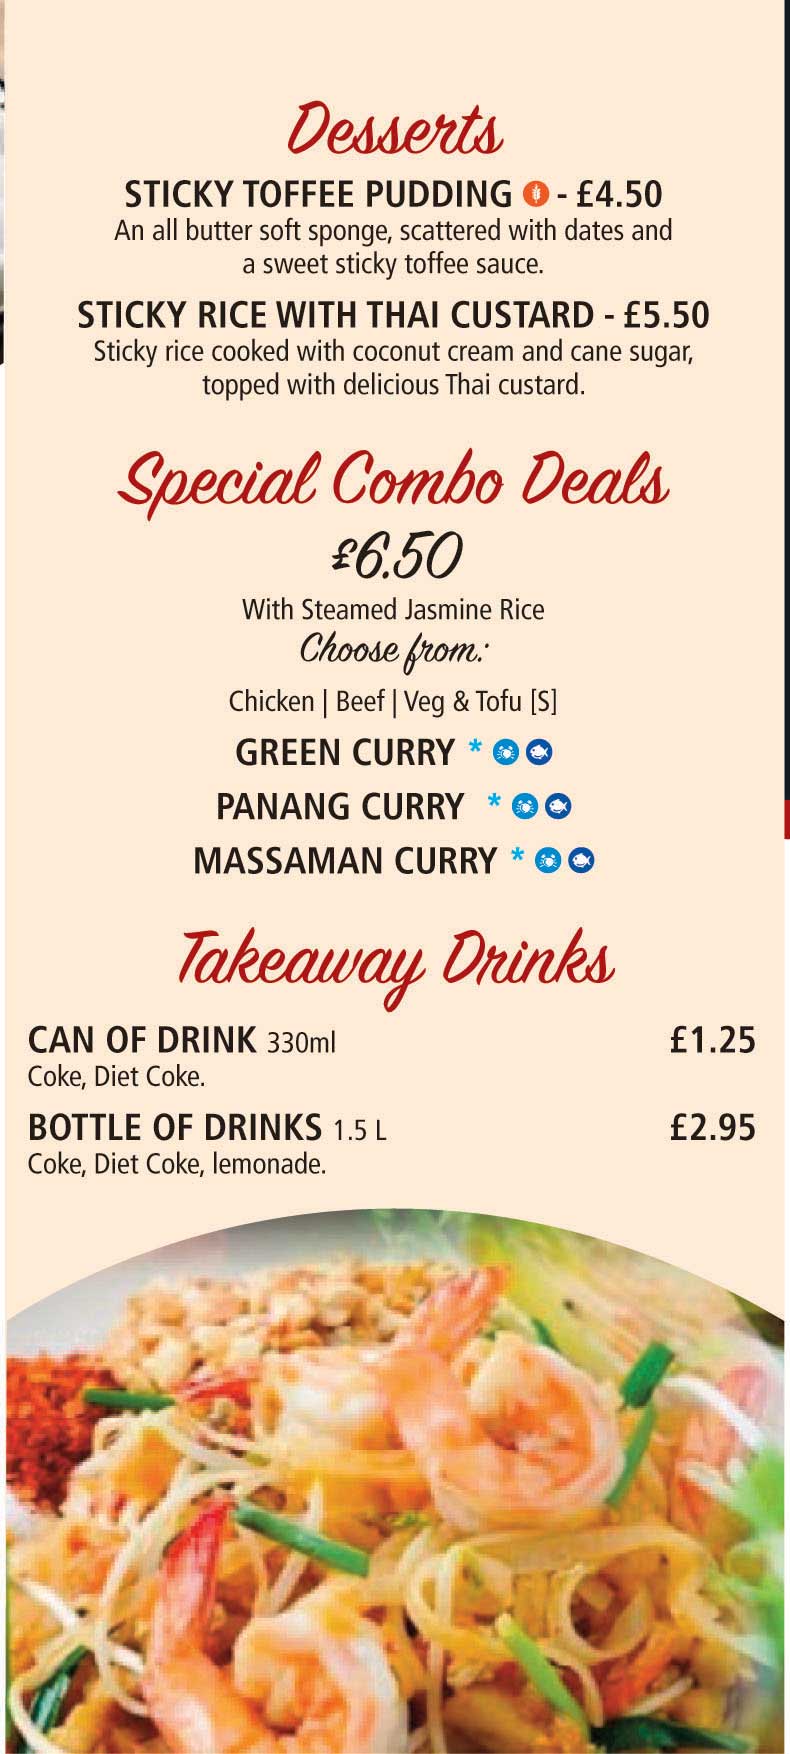 Desserts
STICKY TOFFEE PUDDING - £4.50
An all butter soft sponge, scattered with dates and
a sweet sticky toffee sauce.
STICKY RICE WITH THAI CUSTARD - £5.50
Sticky rice cooked with coconut cream and cane sugar,
topped with delicious Thai custard.
Special Combo Deals
£6.50
With Steamed Jasmine Rice
Choose from:
Chicken | Beef | Veg & Tofu [S]
GREEN CURRY *
PANANG CURRY *
MASSAMAN CURRY *
Takeaway Drinks
CAN OF DRINK 330ml £1.25
Coke, Diet Coke.
BOTTLE OF DRINKS 1.5 L £2.95
Coke, Diet Coke, lemonade.